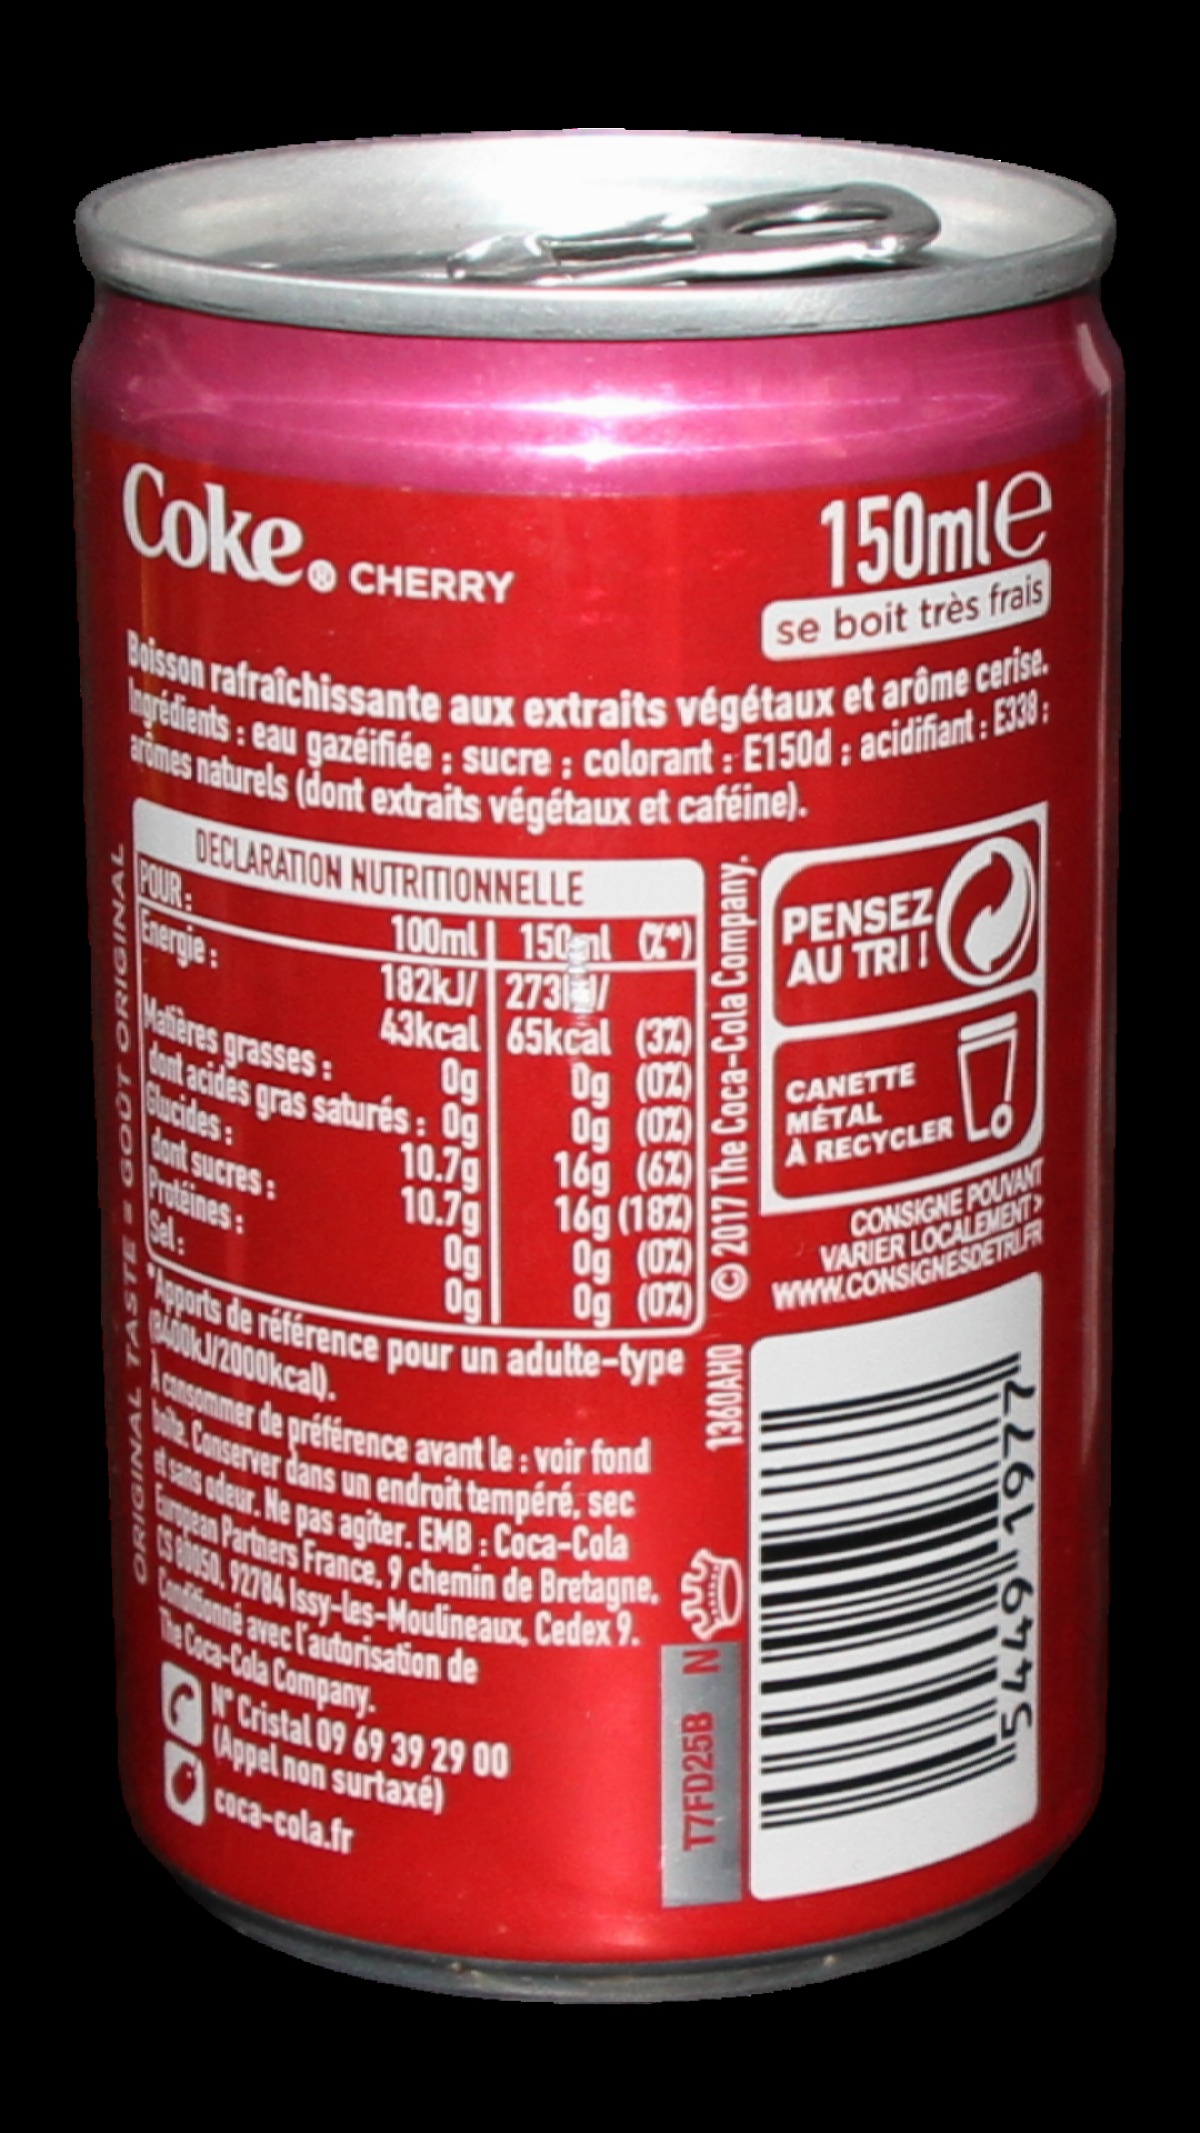 Coke® CHERRY
150ml℮
se boit très frais
Boisson rafraîchissante aux extraits végétaux et arôme cerise.
Ingrédients : eau gazéifiée ; sucre ; colorant : E150d ; acidifiant : E338 ;
arômes naturels (dont extraits végétaux et caféine).
DECLARATION NUTRITIONNELLE
POUR : 100ml 150ml (%*)
Energie : 182kJ/ 273kJ/
43kcal 65kcal (3%)
Matières grasses : 0g 0g (0%)
dont acides gras saturés : 0g 0g (0%)
Glucides : 10.7g 16g (6%)
dont sucres : 10.7g 16g (18%)
Protéines : 0g 0g (0%)
Sel : 0g 0g (0%)
*Apports de référence pour un adulte-type
(8400kJ/2000kcal).
À consommer de préférence avant le : voir fond
boîte. Conserver dans un endroit tempéré, sec
et sans odeur. Ne pas agiter. EMB : Coca-Cola
European Partners France, 9 chemin de Bretagne,
CS 80050, 92784 Issy-les-Moulineaux, Cedex 9.
Conditionné avec l'autorisation de
The Coca-Cola Company.
N° Cristal 09 69 39 29 00
(Appel non surtaxé)
coca-cola.fr
ORIGINAL TASTE = GOÛT ORIGINAL
© 2017 The Coca-Cola Company.
1360AHO
T7FD25B N
PENSEZ
AU TRI !
CANETTE
MÉTAL
À RECYCLER
CONSIGNE POUVANT
VARIER LOCALEMENT >
WWW.CONSIGNESDETRI.FR
5449 1977